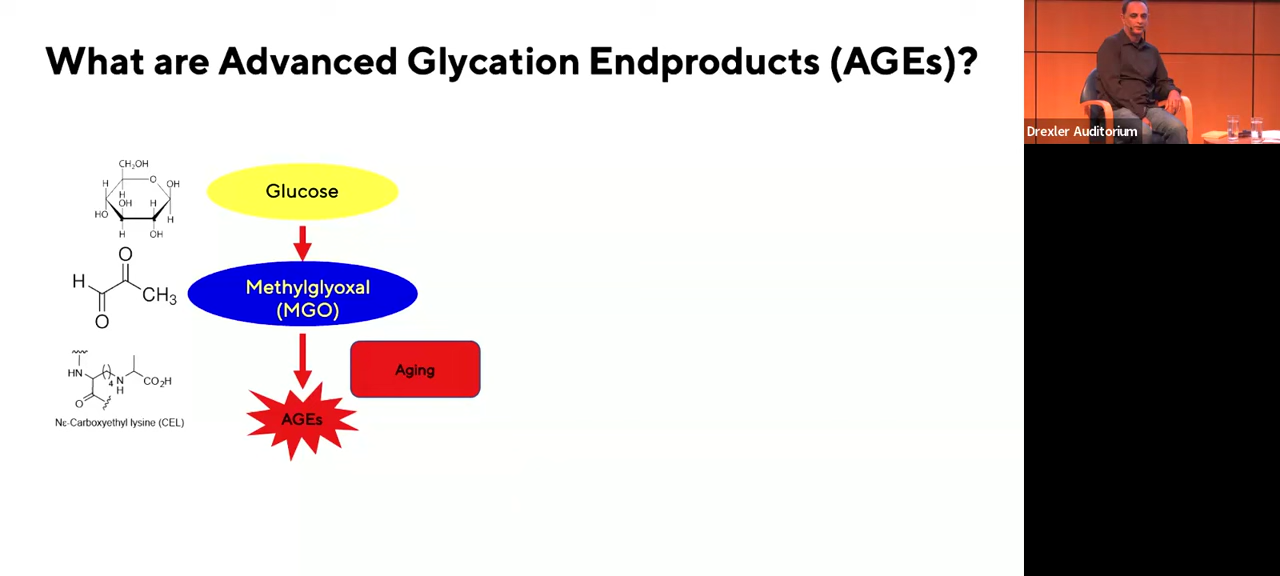 What are Advanced Glycation Endproducts (AGEs)?
Drexler Auditorium
CH₂OH
H
O
OH
H
OH
H
HO
H
H
OH
Glucose
O
H
CH₃
O
Methylglyoxal
(MGO)
HN
4
N
H
CO₂H
O
Nε-Carboxyethyl lysine (CEL)
Aging
AGEs